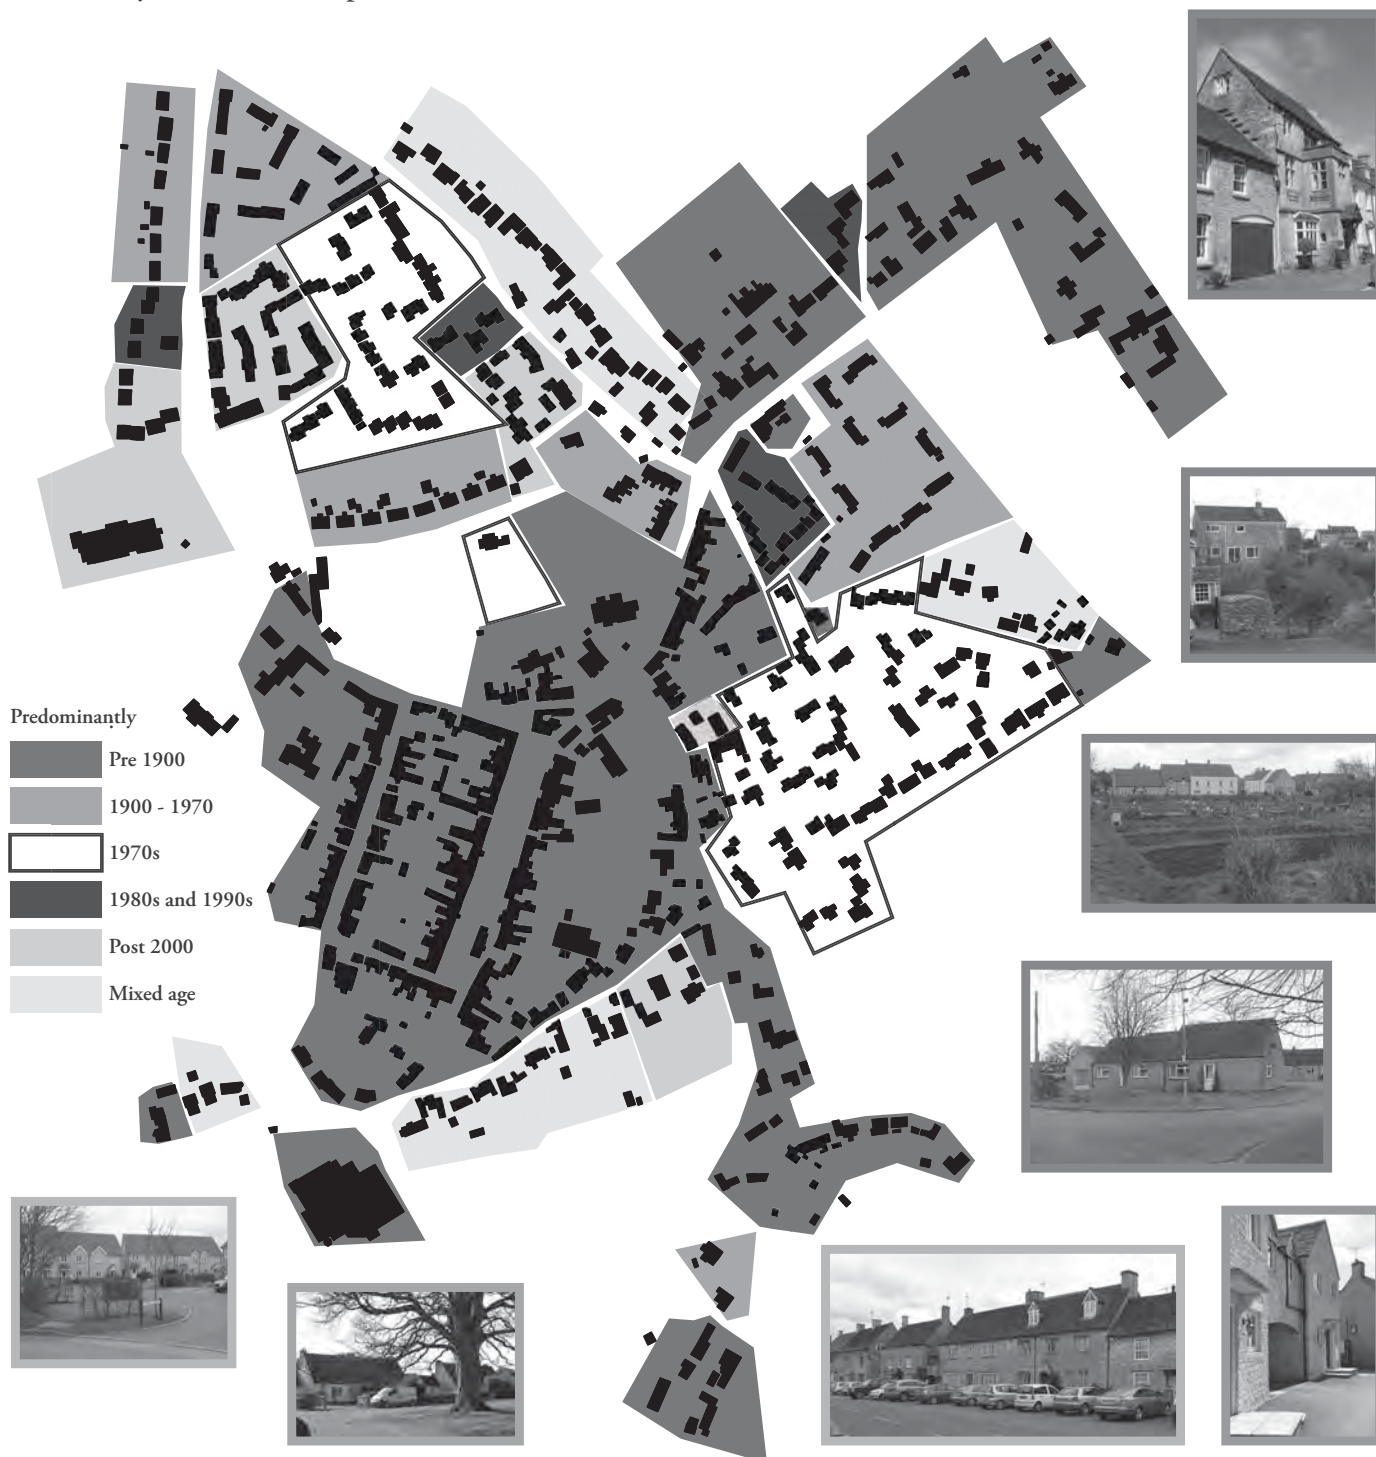 Predominantly
Pre 1900
1900 - 1970
1970s
1980s and 1990s
Post 2000
Mixed age